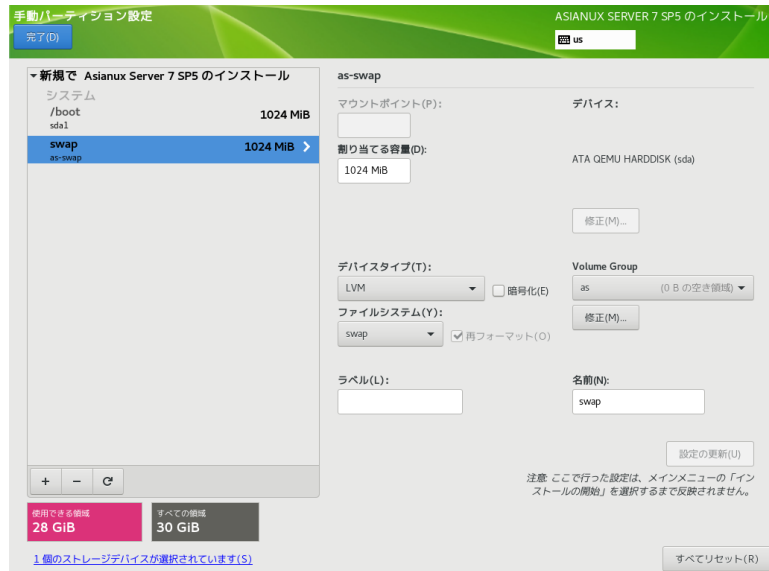 手動パーティション設定
ASIANUX SERVER 7 SP5 のインストール
完了(D)
us
新規で Asianux Server 7 SP5 のインストール
システム
/boot
1024 MiB
sda1
swap
1024 MiB
as-swap
as-swap
マウントポイント(P):
デバイス:
割り当てる容量(D):
1024 MiB
ATA QEMU HARDDISK (sda)
修正(M)...
デバイスタイプ(T):
Volume Group
LVM
暗号化(E)
as (0 B の空き領域)
ファイルシステム(Y):
修正(M)...
swap
再フォーマット(O)
ラベル(L):
名前(N):
swap
設定の更新(U)
注意: ここで行った設定は、メインメニューの「イン
ストールの開始」を選択するまで反映されません。
使用できる領域
28 GiB
すべての領域
30 GiB
1 個のストレージデバイスが選択されています(S)
すべてリセット(R)